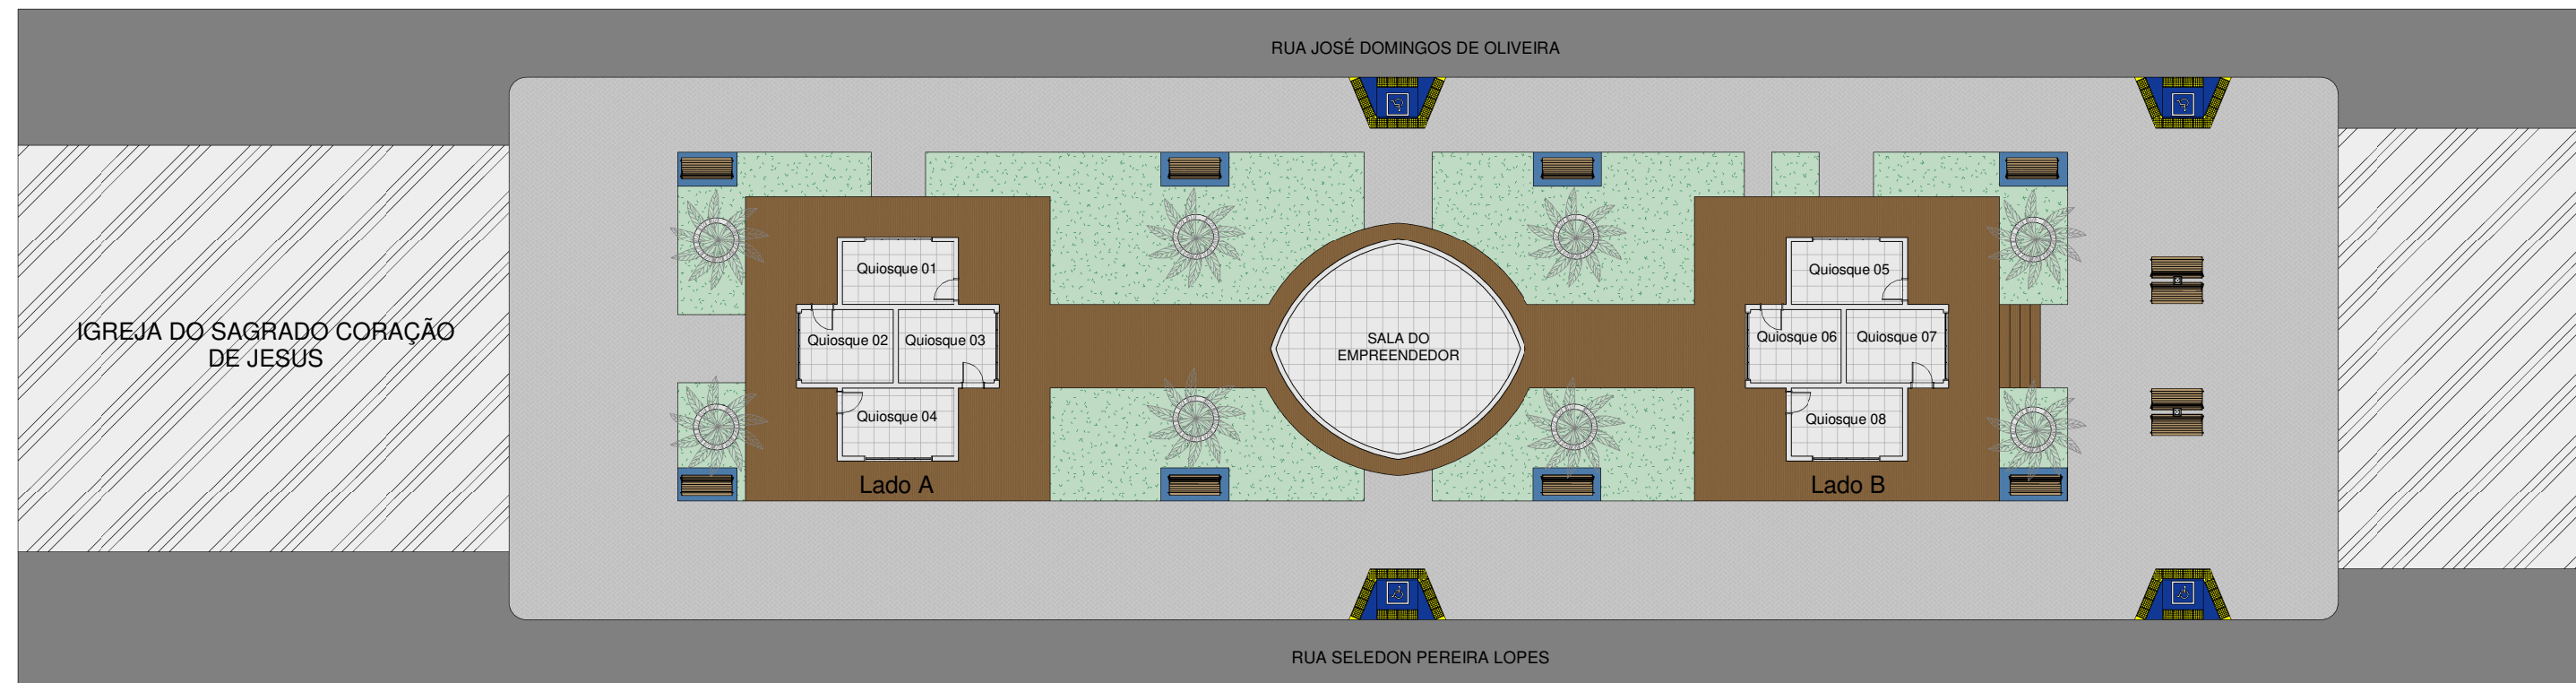 RUA JOSÉ DOMINGOS DE OLIVEIRA
IGREJA DO SAGRADO CORAÇÃO
DE JESUS
Quiosque 01
Quiosque 02
Quiosque 03
Quiosque 04
Lado A
SALA DO
EMPREENDEDOR
Quiosque 05
Quiosque 06
Quiosque 07
Quiosque 08
Lado B
RUA SELEDON PEREIRA LOPES